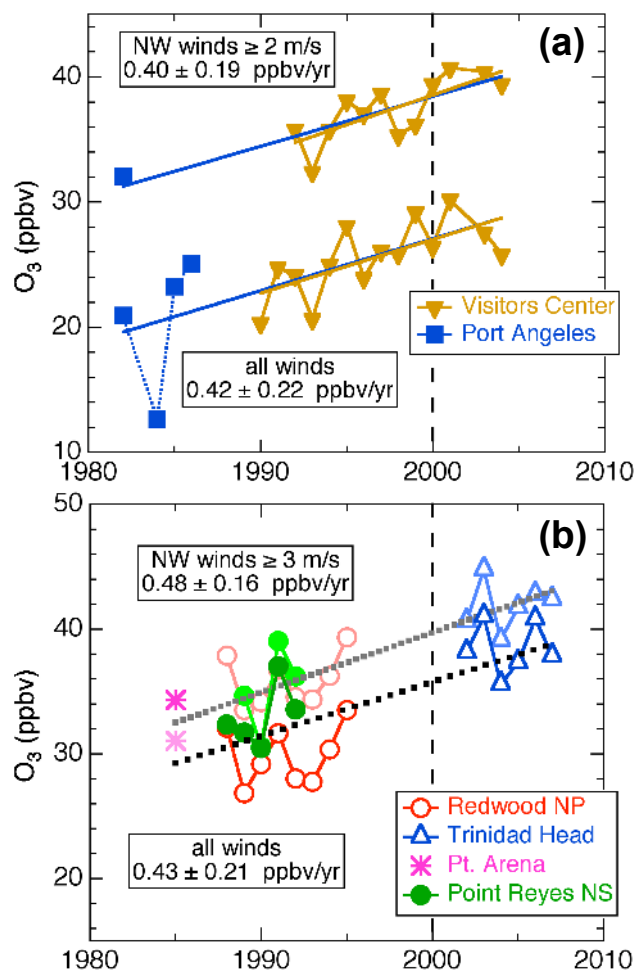 (a)
NW winds ≥ 2 m/s
0.40 ± 0.19 ppbv/yr
40
30
20
10
O₃ (ppbv)
Visitors Center
Port Angeles
all winds
0.42 ± 0.22 ppbv/yr
1980 1990 2000 2010
50
(b)
NW winds ≥ 3 m/s
0.48 ± 0.16 ppbv/yr
40
30
20
O₃ (ppbv)
Redwood NP
Trinidad Head
Pt. Arena
Point Reyes NS
all winds
0.43 ± 0.21 ppbv/yr
1980 1990 2000 2010